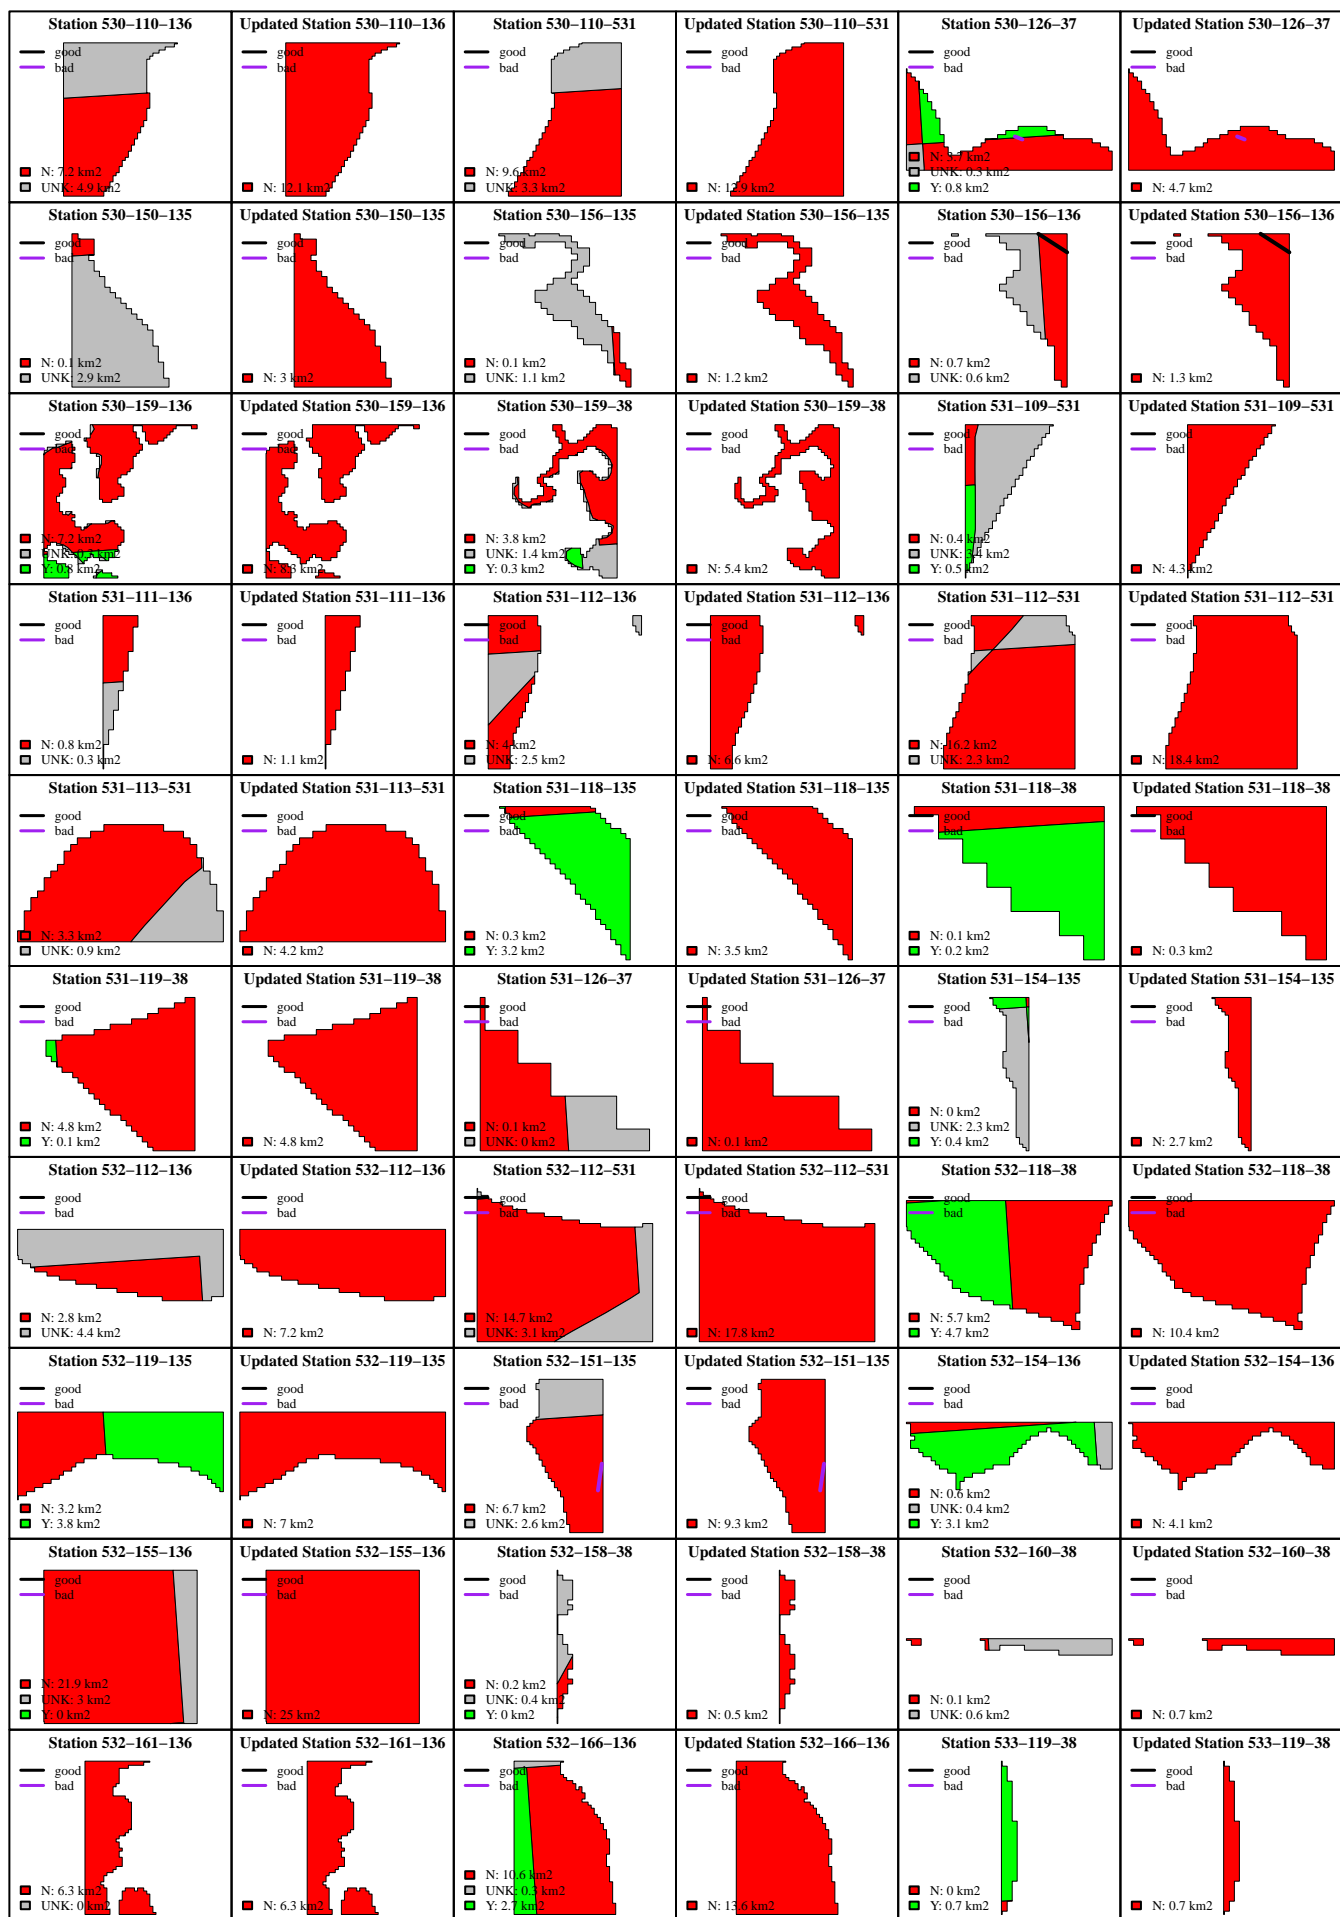 Station 530−110−136
good
bad
N: 7.2 km2
UNK: 4.9 km2
Updated Station 530−110−136
good
bad
N: 12.1 km2
Station 530−110−531
good
bad
N: 9.6 km2
UNK: 3.3 km2
Updated Station 530−110−531
good
bad
N: 12.9 km2
Station 530−126−37
good
bad
N: 3.7 km2
UNK: 0.3 km2
Y: 0.8 km2
Updated Station 530−126−37
good
bad
N: 4.7 km2
Station 530−150−135
good
bad
N: 0.1 km2
UNK: 2.9 km2
Updated Station 530−150−135
good
bad
N: 3 km2
Station 530−156−135
good
bad
N: 0.1 km2
UNK: 1.1 km2
Updated Station 530−156−135
good
bad
N: 1.2 km2
Station 530−156−136
good
bad
N: 0.7 km2
UNK: 0.6 km2
Updated Station 530−156−136
good
bad
N: 1.3 km2
Station 530−159−136
good
bad
N: 7.2 km2
UNK: 0.3 km2
Y: 0.8 km2
Updated Station 530−159−136
good
bad
N: 8.3 km2
Station 530−159−38
good
bad
N: 3.8 km2
UNK: 1.4 km2
Y: 0.3 km2
Updated Station 530−159−38
good
bad
N: 5.4 km2
Station 531−109−531
good
bad
N: 0.4 km2
UNK: 3.4 km2
Y: 0.5 km2
Updated Station 531−109−531
good
bad
N: 4.3 km2
Station 531−111−136
good
bad
N: 0.8 km2
UNK: 0.3 km2
Updated Station 531−111−136
good
bad
N: 1.1 km2
Station 531−112−136
good
bad
N: 4 km2
UNK: 2.5 km2
Updated Station 531−112−136
good
bad
N: 6.6 km2
Station 531−112−531
good
bad
N: 16.2 km2
UNK: 2.3 km2
Updated Station 531−112−531
good
bad
N: 18.4 km2
Station 531−113−531
good
bad
N: 3.3 km2
UNK: 0.9 km2
Updated Station 531−113−531
good
bad
N: 4.2 km2
Station 531−118−135
good
bad
N: 0.3 km2
Y: 3.2 km2
Updated Station 531−118−135
good
bad
N: 3.5 km2
Station 531−118−38
good
bad
N: 0.1 km2
Y: 0.2 km2
Updated Station 531−118−38
good
bad
N: 0.3 km2
Station 531−119−38
good
bad
N: 4.8 km2
Y: 0.1 km2
Updated Station 531−119−38
good
bad
N: 4.8 km2
Station 531−126−37
good
bad
N: 0.1 km2
UNK: 0 km2
Updated Station 531−126−37
good
bad
N: 0.1 km2
Station 531−154−135
good
bad
N: 0 km2
UNK: 2.3 km2
Y: 0.4 km2
Updated Station 531−154−135
good
bad
N: 2.7 km2
Station 532−112−136
good
bad
N: 2.8 km2
UNK: 4.4 km2
Updated Station 532−112−136
good
bad
N: 7.2 km2
Station 532−112−531
good
bad
N: 14.7 km2
UNK: 3.1 km2
Updated Station 532−112−531
good
bad
N: 17.8 km2
Station 532−118−38
good
bad
N: 5.7 km2
Y: 4.7 km2
Updated Station 532−118−38
good
bad
N: 10.4 km2
Station 532−119−135
good
bad
N: 3.2 km2
Y: 3.8 km2
Updated Station 532−119−135
good
bad
N: 7 km2
Station 532−151−135
good
bad
N: 6.7 km2
UNK: 2.6 km2
Updated Station 532−151−135
good
bad
N: 9.3 km2
Station 532−154−136
good
bad
N: 0.6 km2
UNK: 0.4 km2
Y: 3.1 km2
Updated Station 532−154−136
good
bad
N: 4.1 km2
Station 532−155−136
good
bad
N: 21.9 km2
UNK: 3 km2
Y: 0 km2
Updated Station 532−155−136
good
bad
N: 25 km2
Station 532−158−38
good
bad
N: 0.2 km2
UNK: 0.4 km2
Y: 0 km2
Updated Station 532−158−38
good
bad
N: 0.5 km2
Station 532−160−38
good
bad
N: 0.1 km2
UNK: 0.6 km2
Updated Station 532−160−38
good
bad
N: 0.7 km2
Station 532−161−136
good
bad
N: 6.3 km2
UNK: 0 km2
Updated Station 532−161−136
good
bad
N: 6.3 km2
Station 532−166−136
good
bad
N: 10.6 km2
UNK: 0.3 km2
Y: 2.7 km2
Updated Station 532−166−136
good
bad
N: 13.6 km2
Station 533−119−38
good
bad
N: 0 km2
Y: 0.7 km2
Updated Station 533−119−38
good
bad
N: 0.7 km2